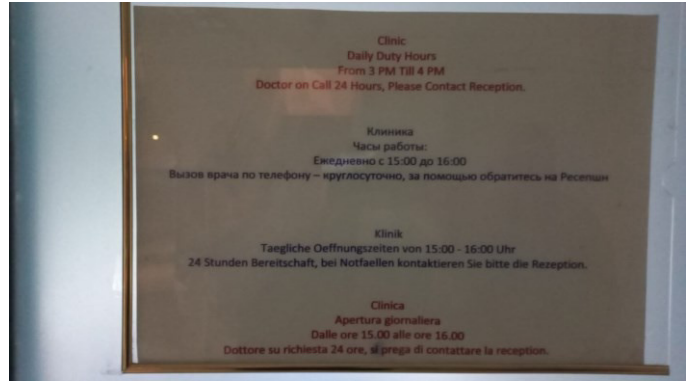 Clinic
Daily Duty Hours
From 3 PM Till 4 PM
Doctor on Call 24 Hours, Please Contact Reception.
Клиника
Часы работы:
Ежедневно с 15:00 до 16:00
Вызов врача по телефону – круглосуточно, за помощью обратитесь на Ресепшн
Klinik
Taegliche Oeffnungszeiten von 15:00 - 16:00 Uhr
24 Stunden Bereitschaft, bei Notfaellen kontaktieren Sie bitte die Rezeption.
Clinica
Apertura giornaliera
Dalle ore 15.00 alle ore 16.00
Dottore su richiesta 24 ore, si prega di contattare la reception.